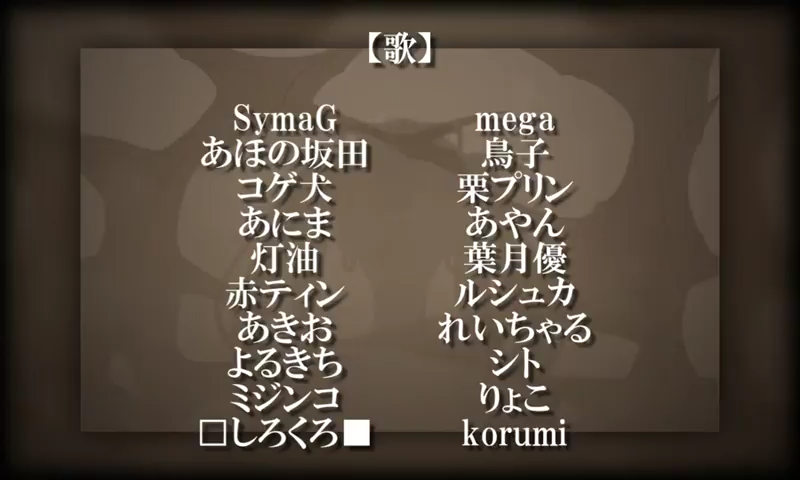 【歌】
SymaG
あほの坂田
コゲ犬
あにま
灯油
赤ティン
あきお
よるきち
ミジンコ
□しろくろ■
mega
鳥子
栗プリン
あやん
葉月優
ルシュカ
れいちゃる
シト
りょこ
korumi